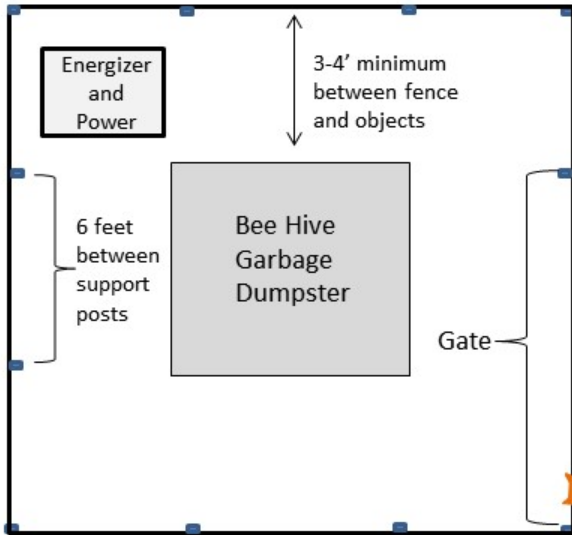 Energizer
and
Power
3-4' minimum
between fence
and objects
6 feet
between
support
posts
Bee Hive
Garbage
Dumpster
Gate